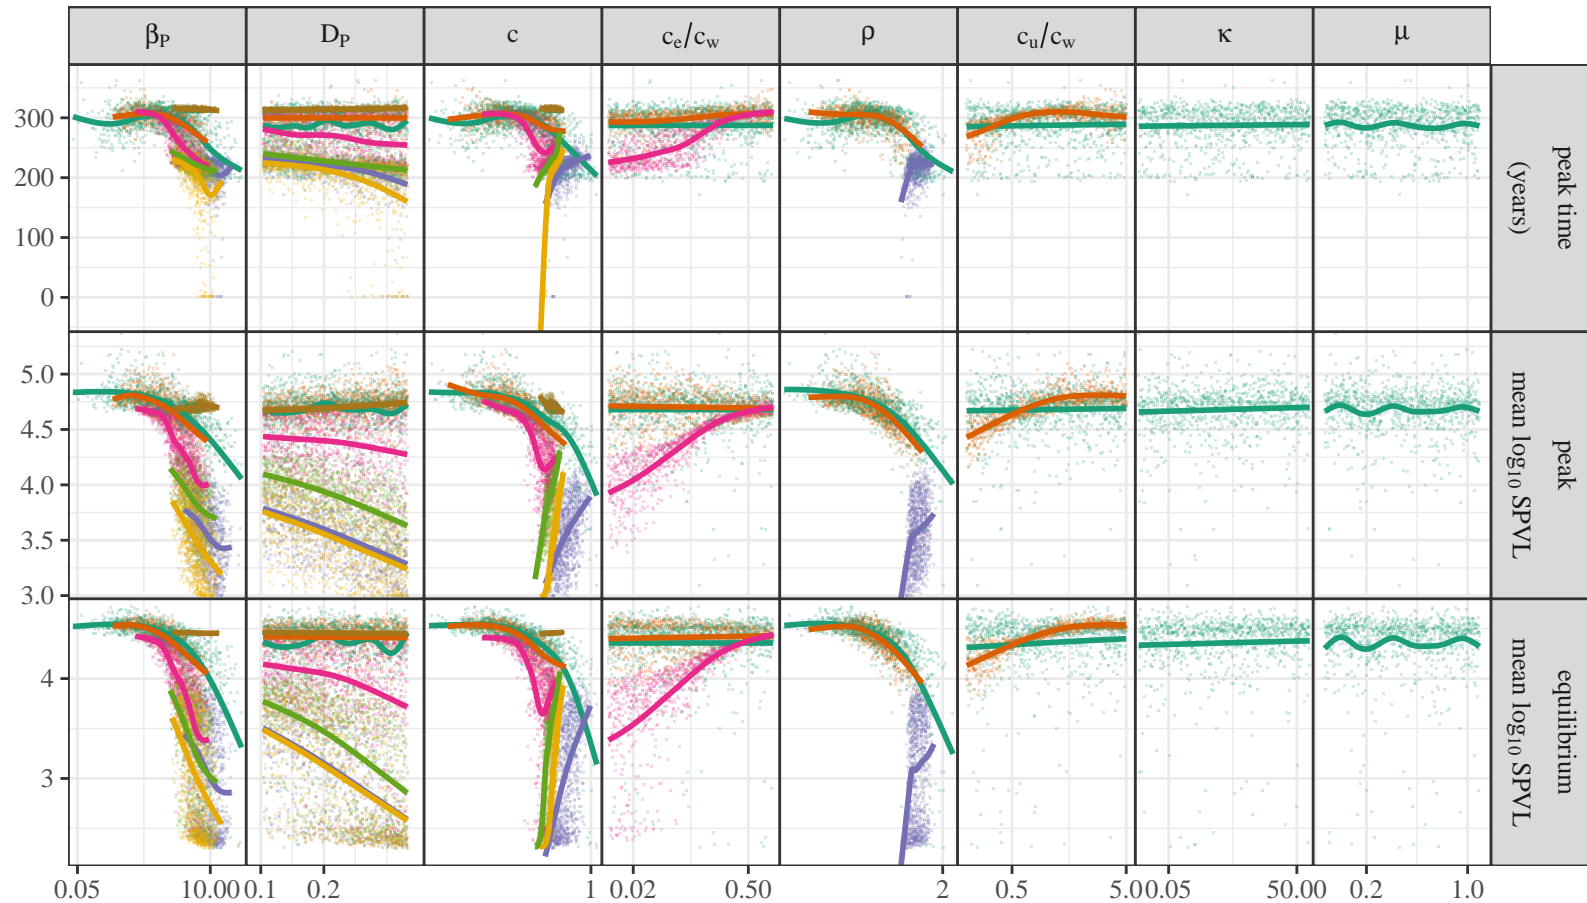 βP DP c ce/cw ρ cu/cw κ μ
300
200
100
0
peak time
(years)
5.0
4.5
4.0
3.5
3.0
peak
mean log10 SPVL
4
3
equilibrium
mean log10 SPVL
0.05 10.00 0.1 0.2 1 0.02 0.50 2 0.5 5.0 0.05 50.00 0.2 1.0